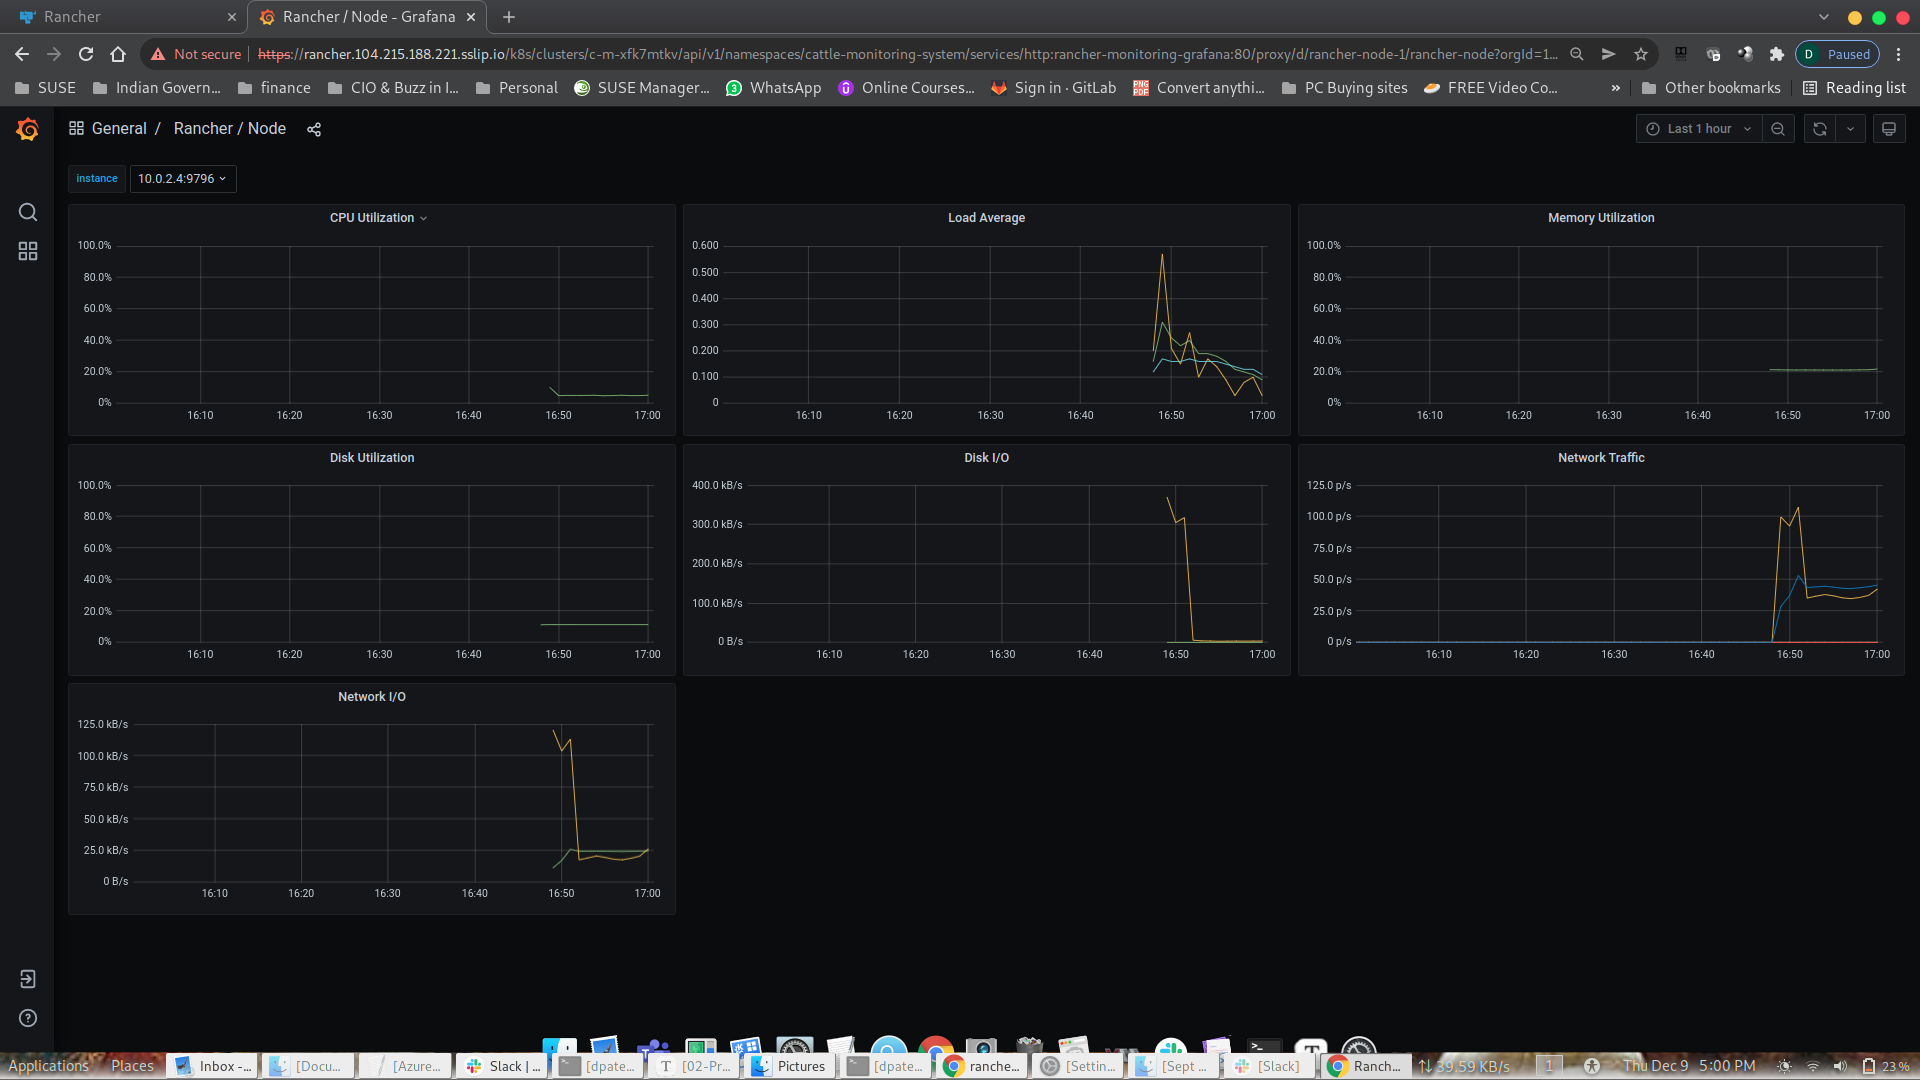 Rancher
Rancher / Node - Grafana
Not secure
https://rancher.104.215.188.221.sslip.io/k8s/clusters/c-m-xfk7mtkv/api/v1/namespaces/cattle-monitoring-system/services/http:rancher-monitoring-grafana:80/proxy/d/rancher-node-1/rancher-node?orgId=1...
D Paused
SUSE
Indian Govern...
finance
CIO & Buzz in I...
Personal
SUSE Manager...
WhatsApp
Online Courses...
Sign in · GitLab
Convert anythi...
PC Buying sites
FREE Video Co...
»
Other bookmarks
Reading list
General / Rancher / Node
Last 1 hour
instance
10.0.2.4:9796
CPU Utilization
100.0%
80.0%
60.0%
40.0%
20.0%
0%
16:10 16:20 16:30 16:40 16:50 17:00
Load Average
0.600
0.500
0.400
0.300
0.200
0.100
0
16:10 16:20 16:30 16:40 16:50 17:00
Memory Utilization
100.0%
80.0%
60.0%
40.0%
20.0%
0%
16:10 16:20 16:30 16:40 16:50 17:00
Disk Utilization
100.0%
80.0%
60.0%
40.0%
20.0%
0%
16:10 16:20 16:30 16:40 16:50 17:00
Disk I/O
400.0 kB/s
300.0 kB/s
200.0 kB/s
100.0 kB/s
0 B/s
16:10 16:20 16:30 16:40 16:50 17:00
Network Traffic
125.0 p/s
100.0 p/s
75.0 p/s
50.0 p/s
25.0 p/s
0 p/s
16:10 16:20 16:30 16:40 16:50 17:00
Network I/O
125.0 kB/s
100.0 kB/s
75.0 kB/s
50.0 kB/s
25.0 kB/s
0 B/s
16:10 16:20 16:30 16:40 16:50 17:00
Applications
Places
Inbox -...
[Docu...
[Azure...
Slack | ...
[dpate...
[02-Pr...
Pictures
[dpate...
ranche...
[Settin...
[Sept ...
[Slack]
Ranch...
39.59 KB/s
1
Thu Dec 9 5:00 PM
23 %